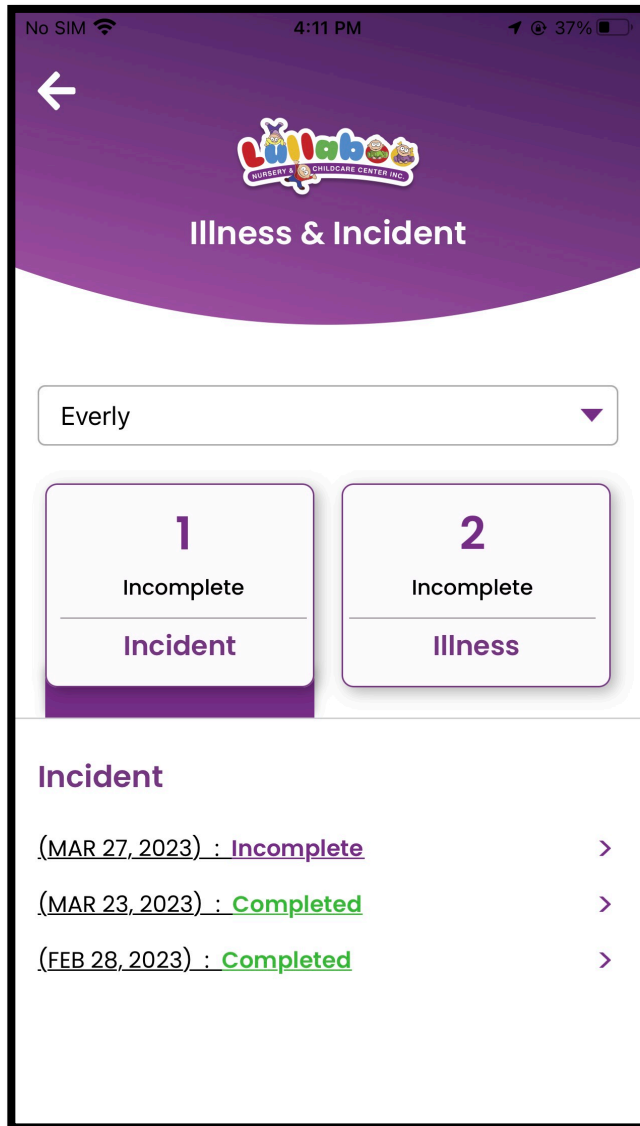 No SIM 4:11 PM 37%
Lullaboo
NURSERY & CHILDCARE CENTER INC.
Illness & Incident
Everly
1 2
Incomplete Incomplete
Incident Illness
Incident
(MAR 27, 2023) : Incomplete >
(MAR 23, 2023) : Completed >
(FEB 28, 2023) : Completed >